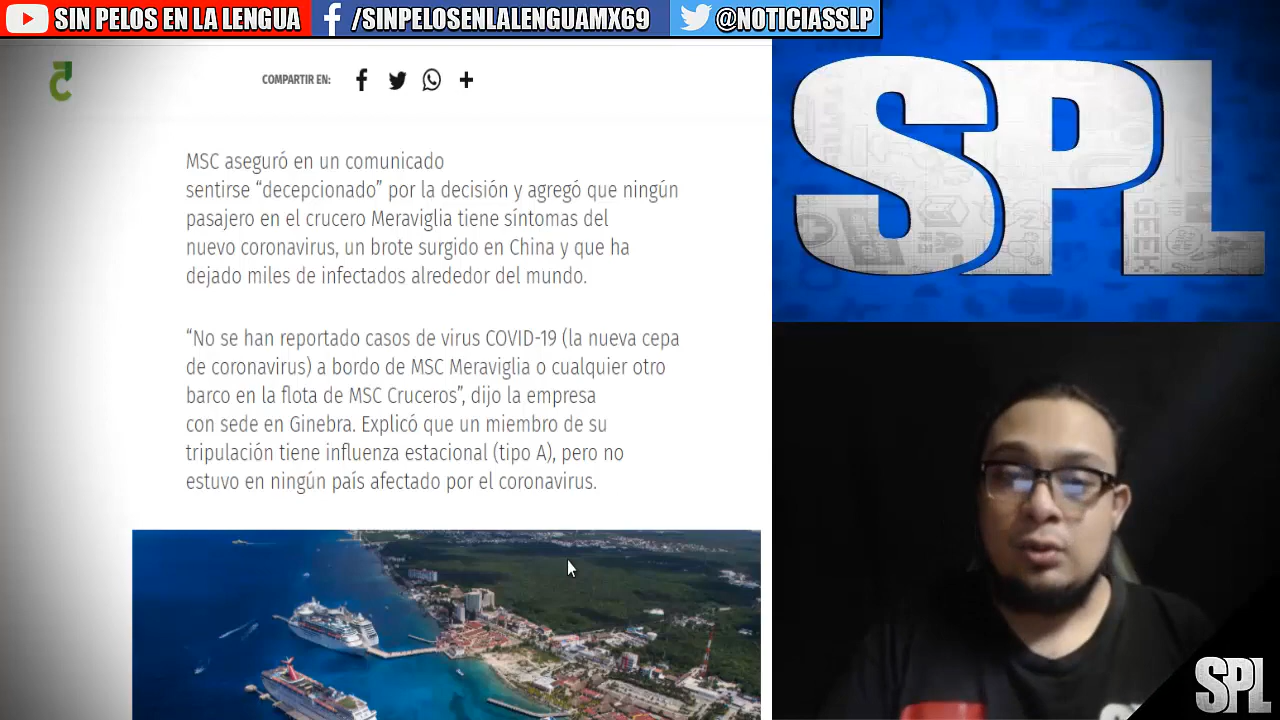 SIN PELOS EN LA LENGUA
/SINPELOSENLALENGUAMX69
@NOTICIASSLP
COMPARTIR EN:
SPL
MSC aseguró en un comunicado
sentirse “decepcionado” por la decisión y agregó que ningún
pasajero en el crucero Meraviglia tiene síntomas del
nuevo coronavirus, un brote surgido en China y que ha
dejado miles de infectados alrededor del mundo.
“No se han reportado casos de virus COVID-19 (la nueva cepa
de coronavirus) a bordo de MSC Meraviglia o cualquier otro
barco en la flota de MSC Cruceros”, dijo la empresa
con sede en Ginebra. Explicó que un miembro de su
tripulación tiene influenza estacional (tipo A), pero no
estuvo en ningún país afectado por el coronavirus.
SPL